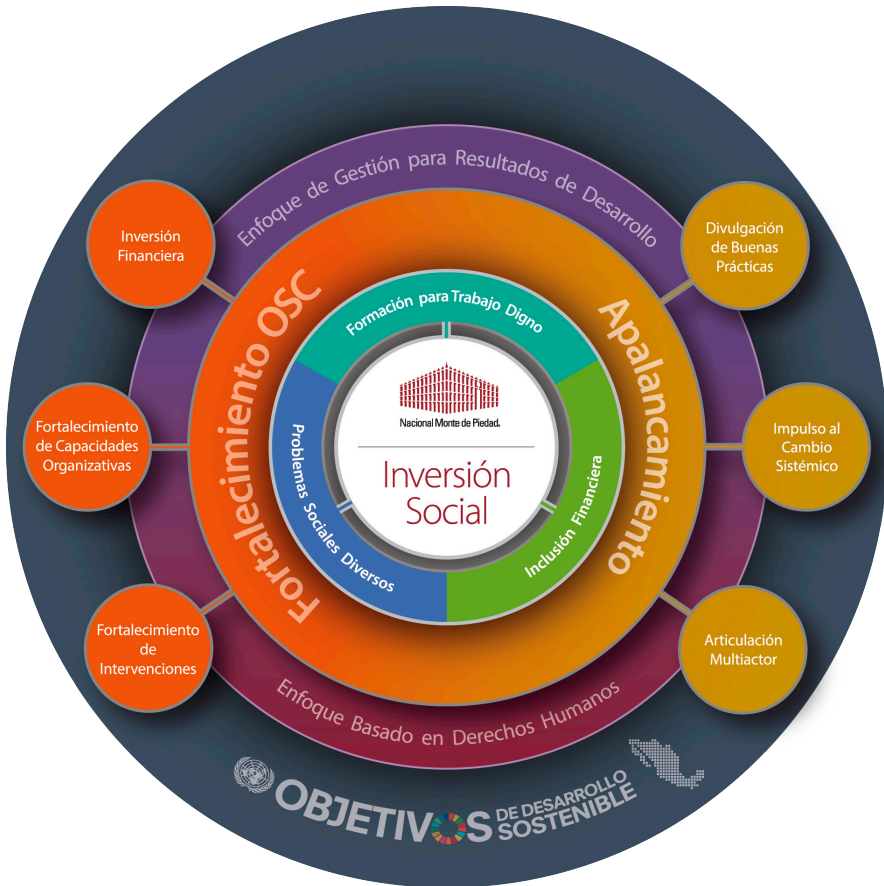 Enfoque de Gestión para Resultados de Desarrollo
Inversión
Financiera
Divulgación
de Buenas
Prácticas
Fortalecimiento OSC
Apalancamiento
Formación para Trabajo Digno
Nacional Monte de Piedad.
Inversión
Social
Problemas Sociales Diversos
Inclusión Financiera
Fortalecimiento
de Capacidades
Organizativas
Impulso al
Cambio
Sistémico
Fortalecimiento
de
Intervenciones
Articulación
Multiactor
Enfoque Basado en Derechos Humanos
OBJETIVOS
DE DESARROLLO
SOSTENIBLE